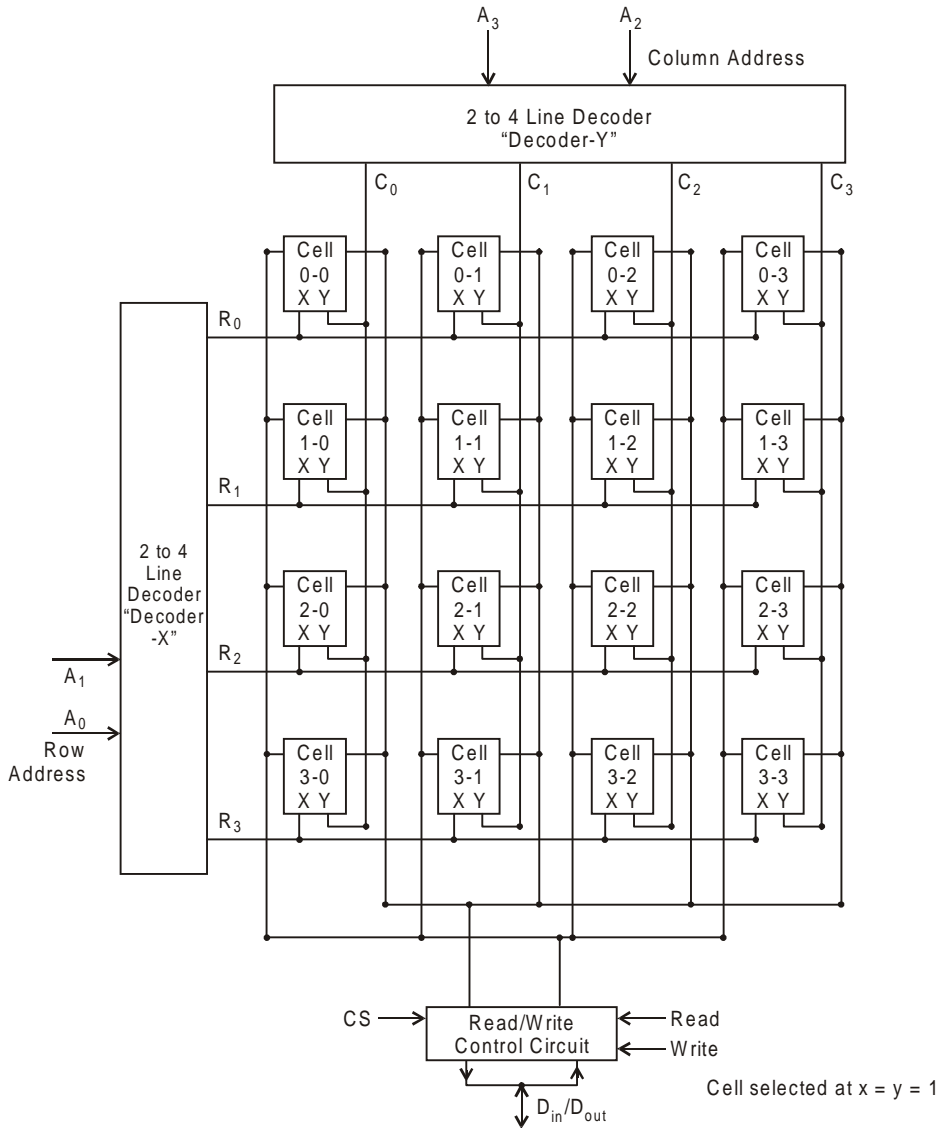 A3
A2
Column Address
2 to 4 Line Decoder
“Decoder-Y”
C0
C1
C2
C3
Cell
0-0
X Y
Cell
0-1
X Y
Cell
0-2
X Y
Cell
0-3
X Y
R0
Cell
1-0
X Y
Cell
1-1
X Y
Cell
1-2
X Y
Cell
1-3
X Y
R1
2 to 4
Line
Decoder
“Decoder
-X”
Cell
2-0
X Y
Cell
2-1
X Y
Cell
2-2
X Y
Cell
2-3
X Y
R2
A1
A0
Row
Address
Cell
3-0
X Y
Cell
3-1
X Y
Cell
3-2
X Y
Cell
3-3
X Y
R3
CS
Read/Write
Control Circuit
Read
Write
Din/Dout
Cell selected at x = y = 1